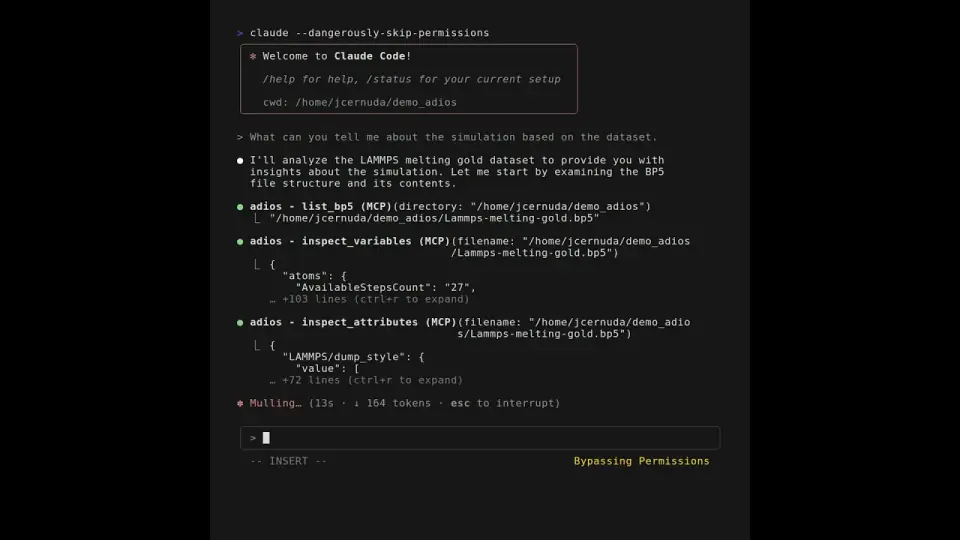 > claude --dangerously-skip-permissions
✻ Welcome to Claude Code!
/help for help, /status for your current setup
cwd: /home/jcernuda/demo_adios
> What can you tell me about the simulation based on the dataset.
● I'll analyze the LAMMPS melting gold dataset to provide you with
insights about the simulation. Let me start by examining the BP5
file structure and its contents.
● adios - list_bp5 (MCP)(directory: "/home/jcernuda/demo_adios")
⎿ "/home/jcernuda/demo_adios/Lammps-melting-gold.bp5"
● adios - inspect_variables (MCP)(filename: "/home/jcernuda/demo_adios
/Lammps-melting-gold.bp5")
⎿ {
"atoms": {
"AvailableStepsCount": "27",
… +103 lines (ctrl+r to expand)
● adios - inspect_attributes (MCP)(filename: "/home/jcernuda/demo_adio
s/Lammps-melting-gold.bp5")
⎿ {
"LAMMPS/dump_style": {
"value": [
… +72 lines (ctrl+r to expand)
✽ Mulling… (13s · ↓ 164 tokens · esc to interrupt)
>
-- INSERT -- Bypassing Permissions